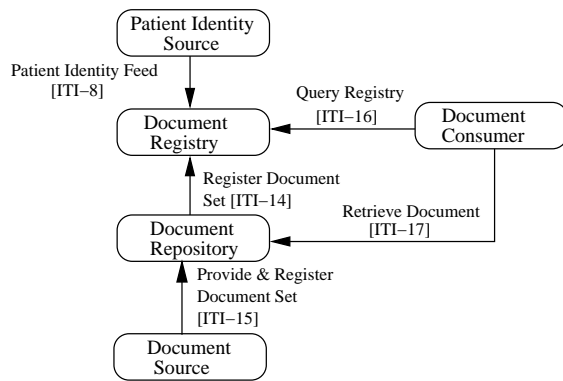 Patient Identity
Source
Patient Identity Feed
[ITI−8]
Query Registry
[ITI−16]
Document
Registry
Document
Consumer
Register Document
Set [ITI−14]
Retrieve Document
[ITI−17]
Document
Repository
Provide & Register
Document Set
[ITI−15]
Document
Source